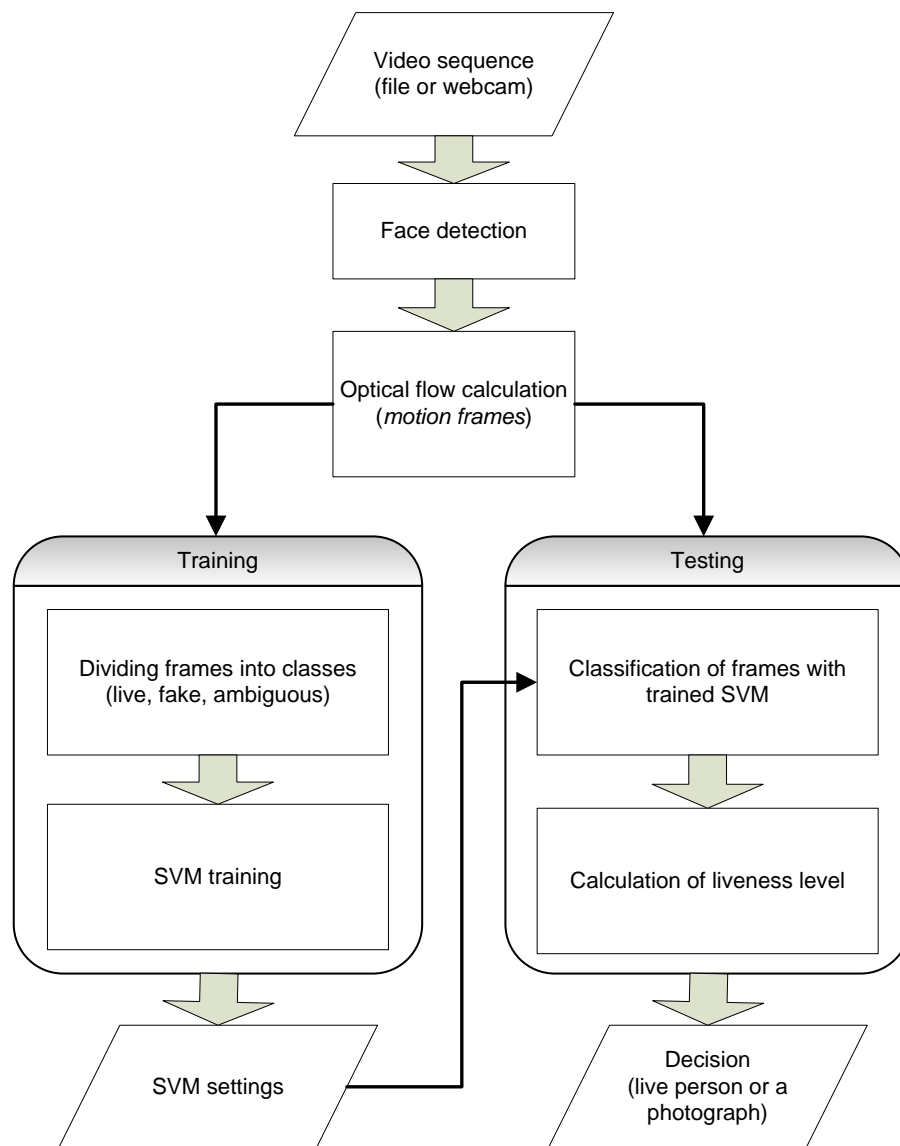 Video sequence
(file or webcam)
Face detection
Optical flow calculation
(motion frames)
Training
Dividing frames into classes
(live, fake, ambiguous)
SVM training
SVM settings
Testing
Classification of frames with
trained SVM
Calculation of liveness level
Decision
(live person or a
photograph)